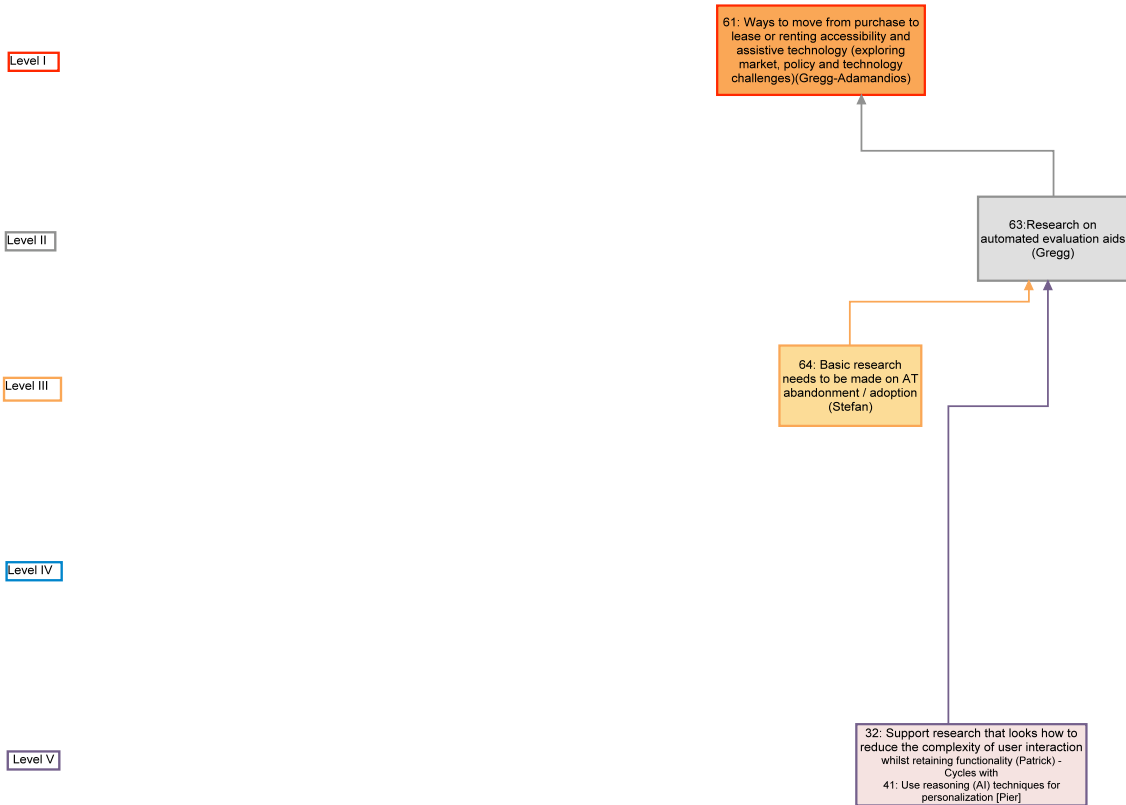 61: Ways to move from purchase to
lease or renting accessibility and
assistive technology (exploring
market, policy and technology
challenges)(Gregg-Adamandios)
Level I
63:Research on
automated evaluation aids
(Gregg)
Level II
64: Basic research
needs to be made on AT
abandonment / adoption
(Stefan)
Level III
Level IV
32: Support research that looks how to
reduce the complexity of user interaction
whilst retaining functionality (Patrick) -
Cycles with
41: Use reasoning (AI) techniques for
personalization [Pier]
Level V